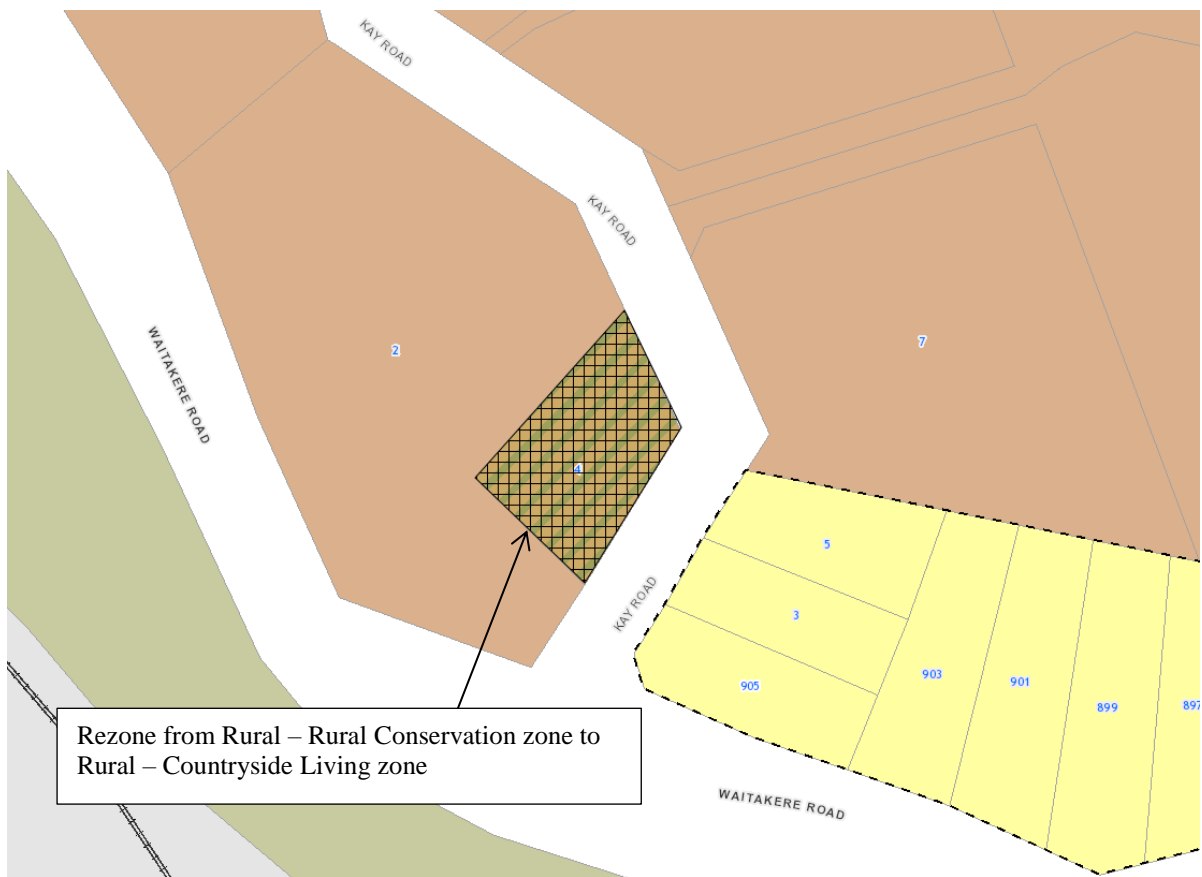 KAY ROAD
KAY ROAD
WAITAKERE ROAD
2
7
4
KAY ROAD
5
3
905
903
901
899
897
Rezone from Rural – Rural Conservation zone to
Rural – Countryside Living zone
WAITAKERE ROAD